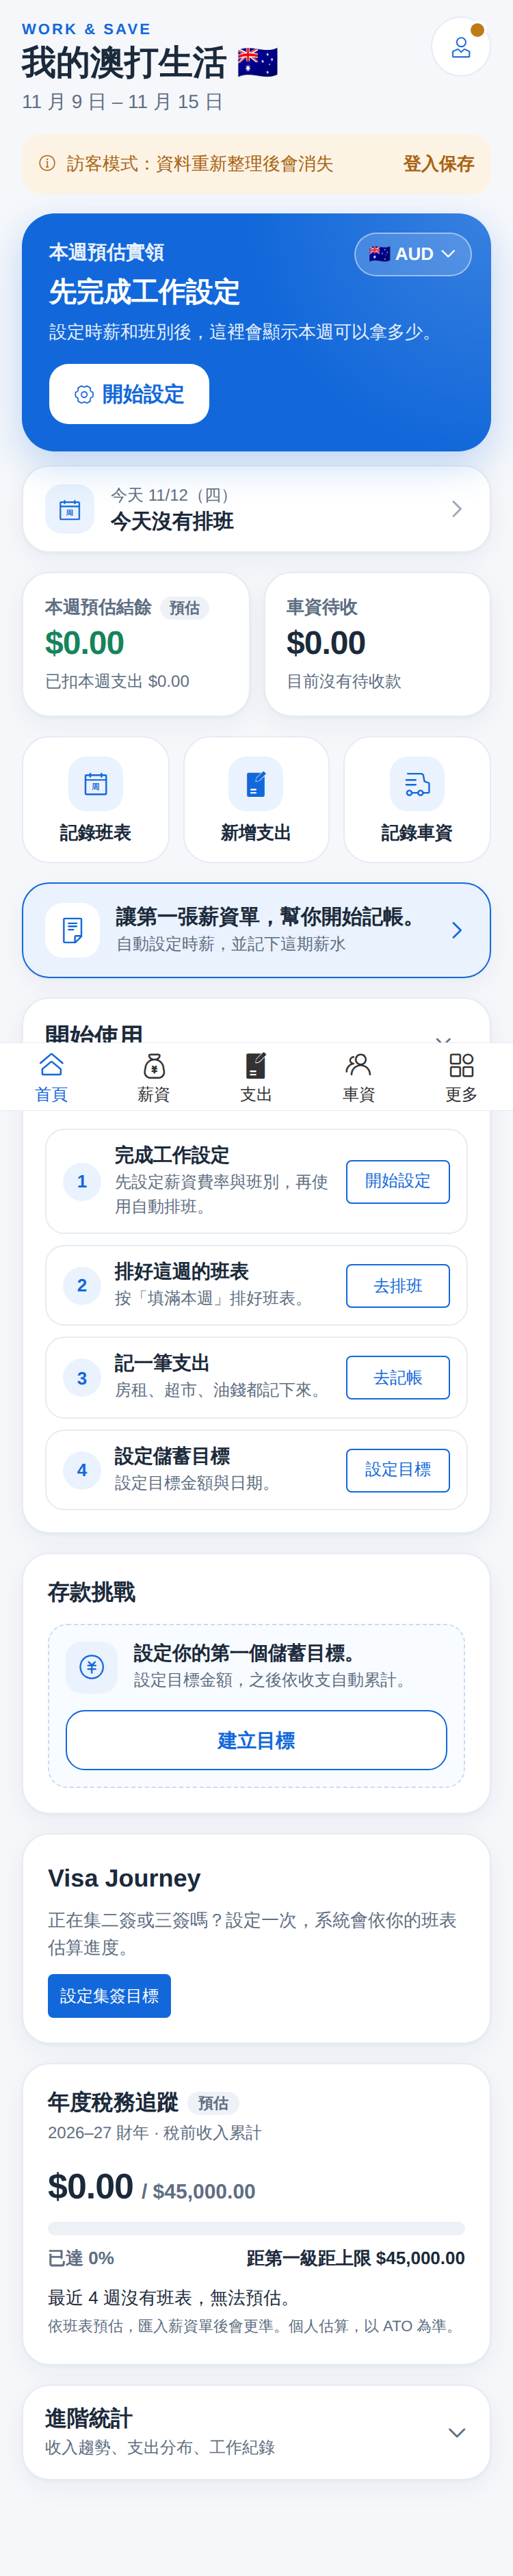 WORK & SAVE
我的澳打生活 🇦🇺
11 月 9 日 – 11 月 15 日
訪客模式：資料重新整理後會消失
登入保存
本週預估實領
🇦🇺 AUD
先完成工作設定
設定時薪和班別後，這裡會顯示本週可以拿多少。
開始設定
周
今天 11/12（四）
今天沒有排班
本週預估結餘 預估
$0.00
已扣本週支出 $0.00
車資待收
$0.00
目前沒有待收款
周
記錄班表
新增支出
記錄車資
讓第一張薪資單，幫你開始記帳。
自動設定時薪，並記下這期薪水
開始使用
首頁
薪資
支出
車資
更多
1
完成工作設定
先設定薪資費率與班別，再使
用自動排班。
開始設定
2
排好這週的班表
按「填滿本週」排好班表。
去排班
3
記一筆支出
房租、超市、油錢都記下來。
去記帳
4
設定儲蓄目標
設定目標金額與日期。
設定目標
存款挑戰
設定你的第一個儲蓄目標。
設定目標金額，之後依收支自動累計。
建立目標
Visa Journey
正在集二簽或三簽嗎？設定一次，系統會依你的班表
估算進度。
設定集簽目標
年度稅務追蹤 預估
2026–27 財年 · 稅前收入累計
$0.00 / $45,000.00
已達 0%
距第一級距上限 $45,000.00
最近 4 週沒有班表，無法預估。
依班表預估，匯入薪資單後會更準。個人估算，以 ATO 為準。
進階統計
收入趨勢、支出分布、工作紀錄